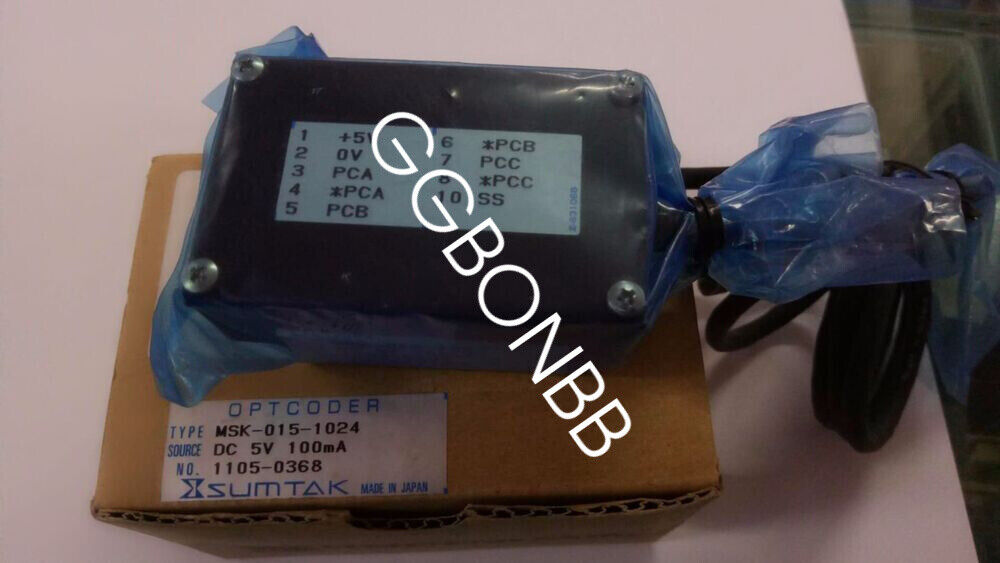 1 +5V 6 *PCB
2 0V 7 PCC
3 PCA 8 *PCC
4 *PCA 10 SS
5 PCB
GGBONBB
OPTCODER
TYPE MSK-015-1024
SOURCE DC 5V 100mA
NO. 1105-0368
SUMTAK MADE IN JAPAN